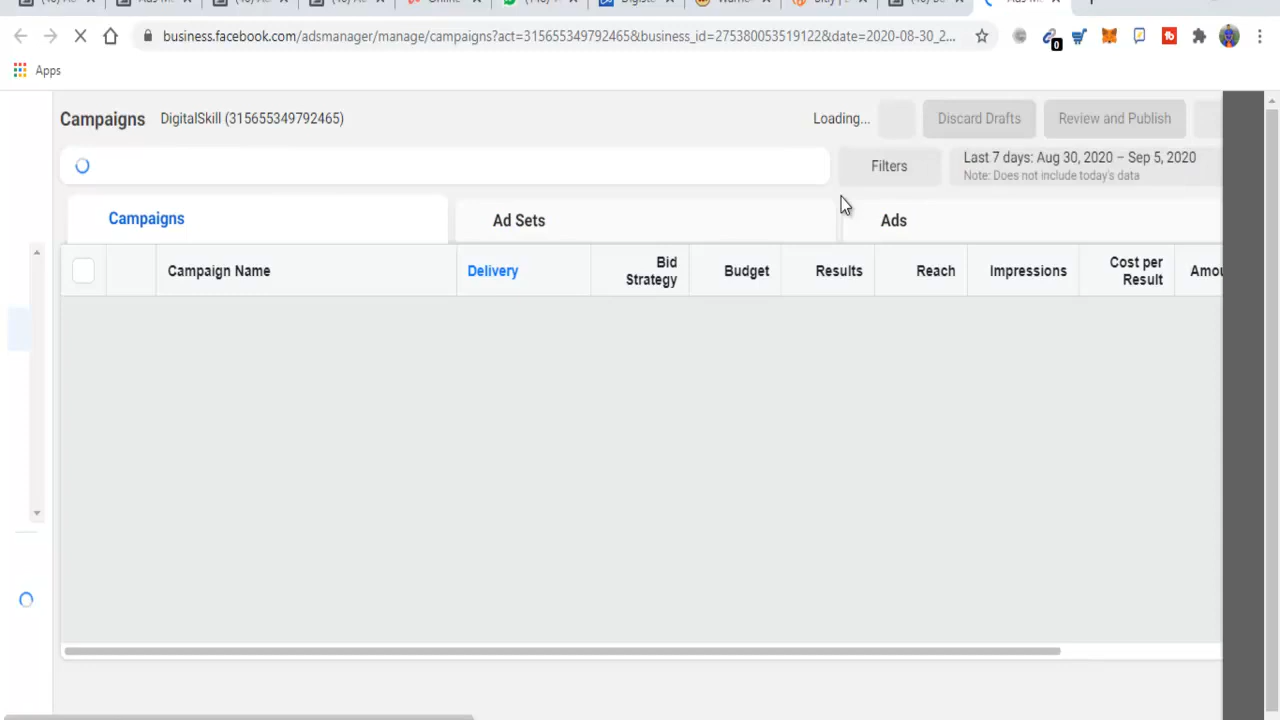 business.facebook.com/adsmanager/manage/campaigns?act=315655349792465&business_id=275380053519122&date=2020-08-30_2...
0
Apps
Campaigns DigitalSkill (315655349792465) Loading... Discard Drafts Review and Publish
Filters Last 7 days: Aug 30, 2020 – Sep 5, 2020
Note: Does not include today's data
Campaigns Ad Sets Ads
Campaign Name Delivery Bid Strategy Budget Results Reach Impressions Cost per Result Amou